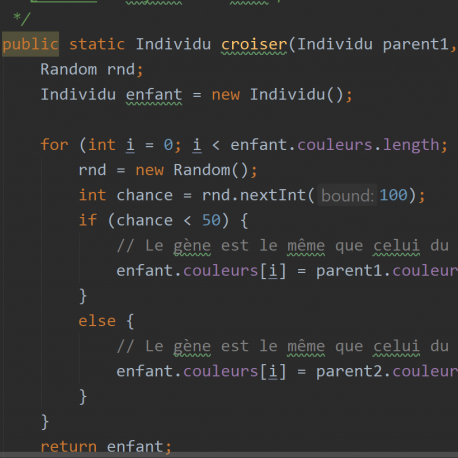 */
public static Individu croiser(Individu parent1,
Random rnd;
Individu enfant = new Individu();
for (int i = 0; i < enfant.couleurs.length;
rnd = new Random();
int chance = rnd.nextInt( bound: 100);
if (chance < 50) {
// Le gène est le même que celui du
enfant.couleurs[i] = parent1.couleur
}
else {
// Le gène est le même que celui du
enfant.couleurs[i] = parent2.couleur
}
}
return enfant;